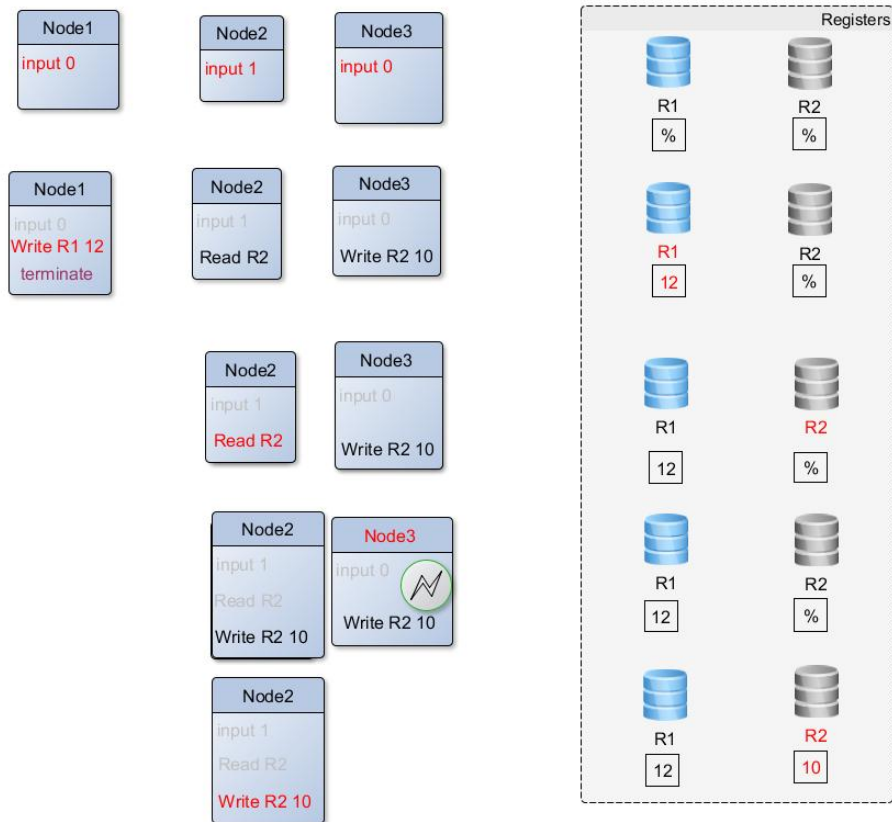 Registers
Node1
input 0
Node2
input 1
Node3
input 0
R1
%
R2
%
Node1
input 0
Write R1 12
terminate
Node2
input 1
Read R2
Node3
input 0
Write R2 10
R1
12
R2
%
Node2
input 1
Read R2
Node3
input 0
Write R2 10
R1
12
R2
%
Node2
input 1
Read R2
Write R2 10
Node3
input 0
Write R2 10
R1
12
R2
%
Node2
input 1
Read R2
Write R2 10
R1
12
R2
10